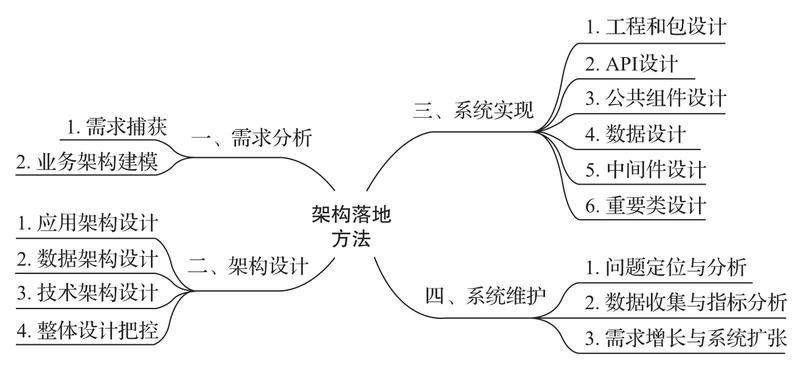 架构落地
方法
一、需求分析
1. 需求捕获
2. 业务架构建模
二、架构设计
1. 应用架构设计
2. 数据架构设计
3. 技术架构设计
4. 整体设计把控
三、系统实现
1. 工程和包设计
2. API设计
3. 公共组件设计
4. 数据设计
5. 中间件设计
6. 重要类设计
四、系统维护
1. 问题定位与分析
2. 数据收集与指标分析
3. 需求增长与系统扩张